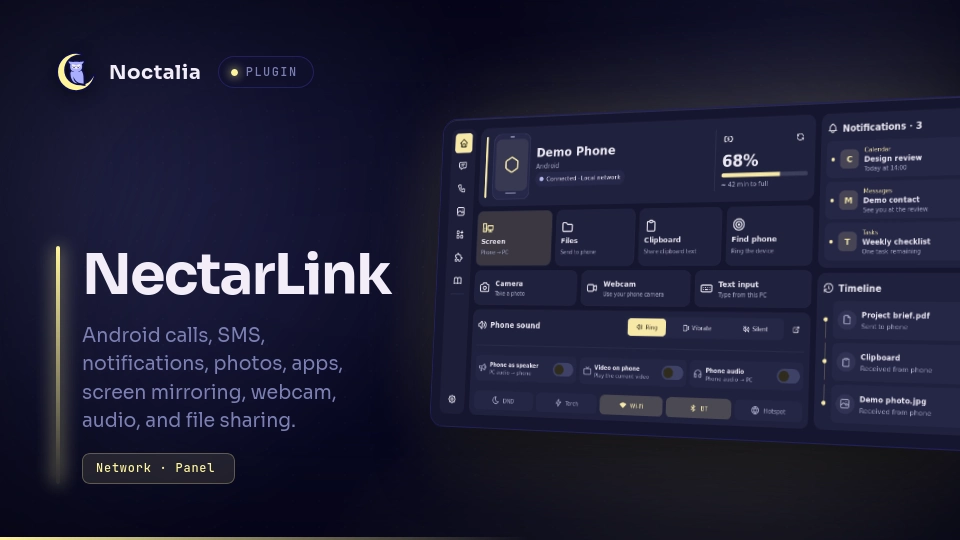 Noctalia
PLUGIN
NectarLink
Android calls, SMS,
notifications, photos, apps,
screen mirroring, webcam,
audio, and file sharing.
Network · Panel
Demo Phone
Android
Connected · Local network
68%
≈ 42 min to full
Screen
Phone → PC
Files
Send to phone
Clipboard
Share clipboard text
Find phone
Ring the device
Camera
Take a photo
Webcam
Use your phone camera
Text input
Type from this PC
Phone sound
Ring
Vibrate
Silent
Phone as speaker
PC audio → phone
Video on phone
Play the current video
Phone audio
Phone audio → PC
DND
Torch
Wi-Fi
BT
Hotspot
Notifications · 3
C
Calendar
Design review
Today at 14:00
M
Messages
Demo contact
See you at the review
T
Tasks
Weekly checklist
One task remaining
Timeline
Project brief.pdf
Sent to phone
Clipboard
Received from phone
Demo photo.jpg
Received from phone